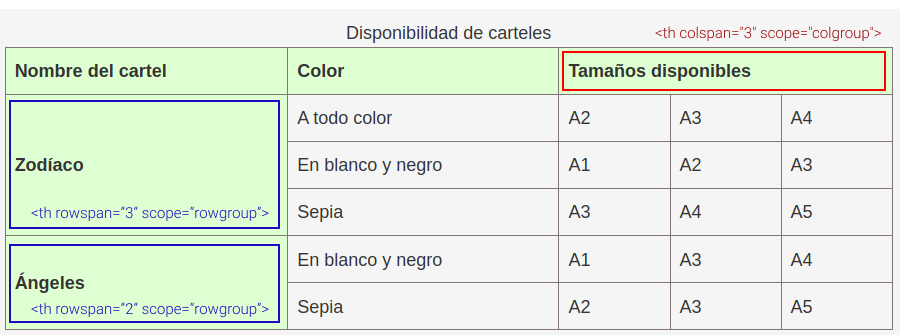 Disponibilidad de carteles
<th colspan="3" scope="colgroup">
Nombre del cartel Color Tamaños disponibles
A todo color A2 A3 A4
Zodíaco En blanco y negro A1 A2 A3
<th rowspan="3" scope="rowgroup"> Sepia A3 A4 A5
En blanco y negro A1 A3 A4
Ángeles
<th rowspan="2" scope="rowgroup"> Sepia A2 A3 A5